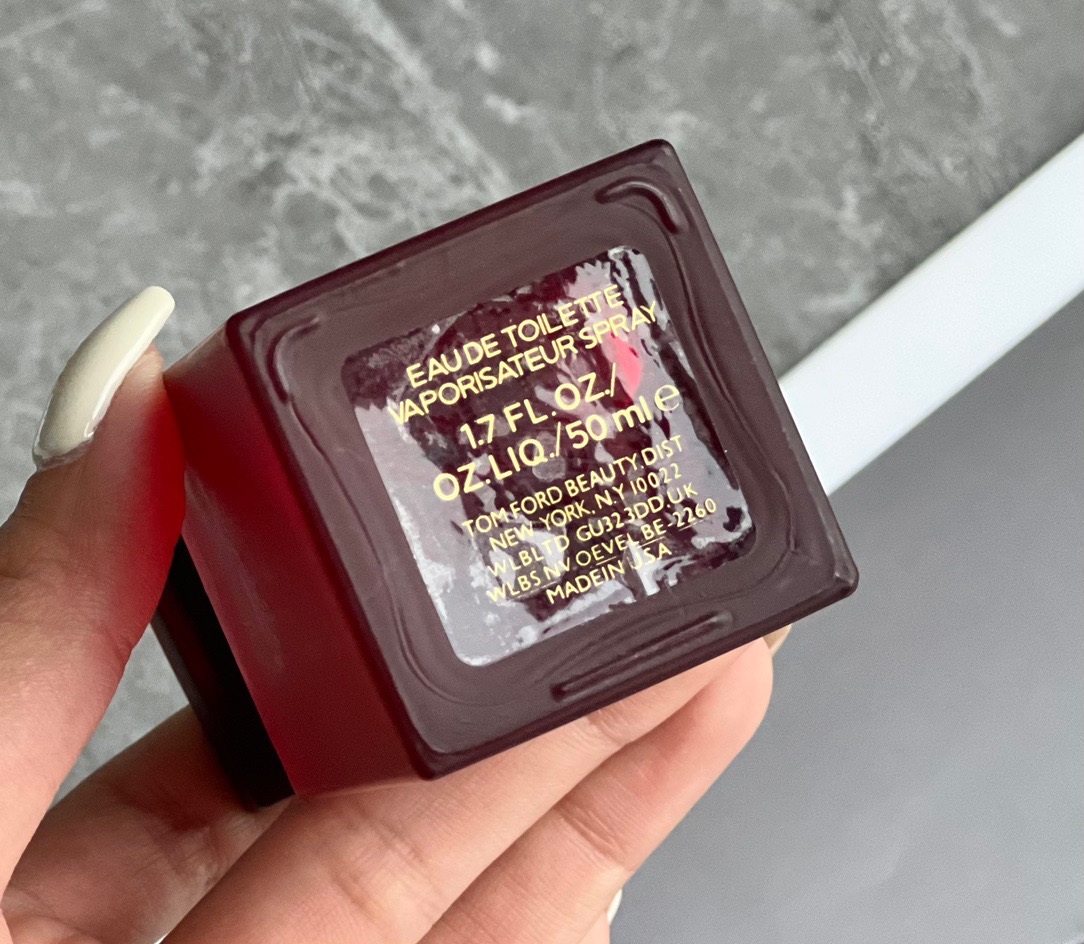 EAU DE TOILETTE
VAPORISATEUR SPRAY
1.7 FL.OZ./
OZ.LIQ./50 ml ℮
TOM FORD BEAUTY DIST
NEW YORK, N.Y 10022
WLBLTD GU323DD UK
WLBS NV OEVEL BE-2260
MADE IN USA